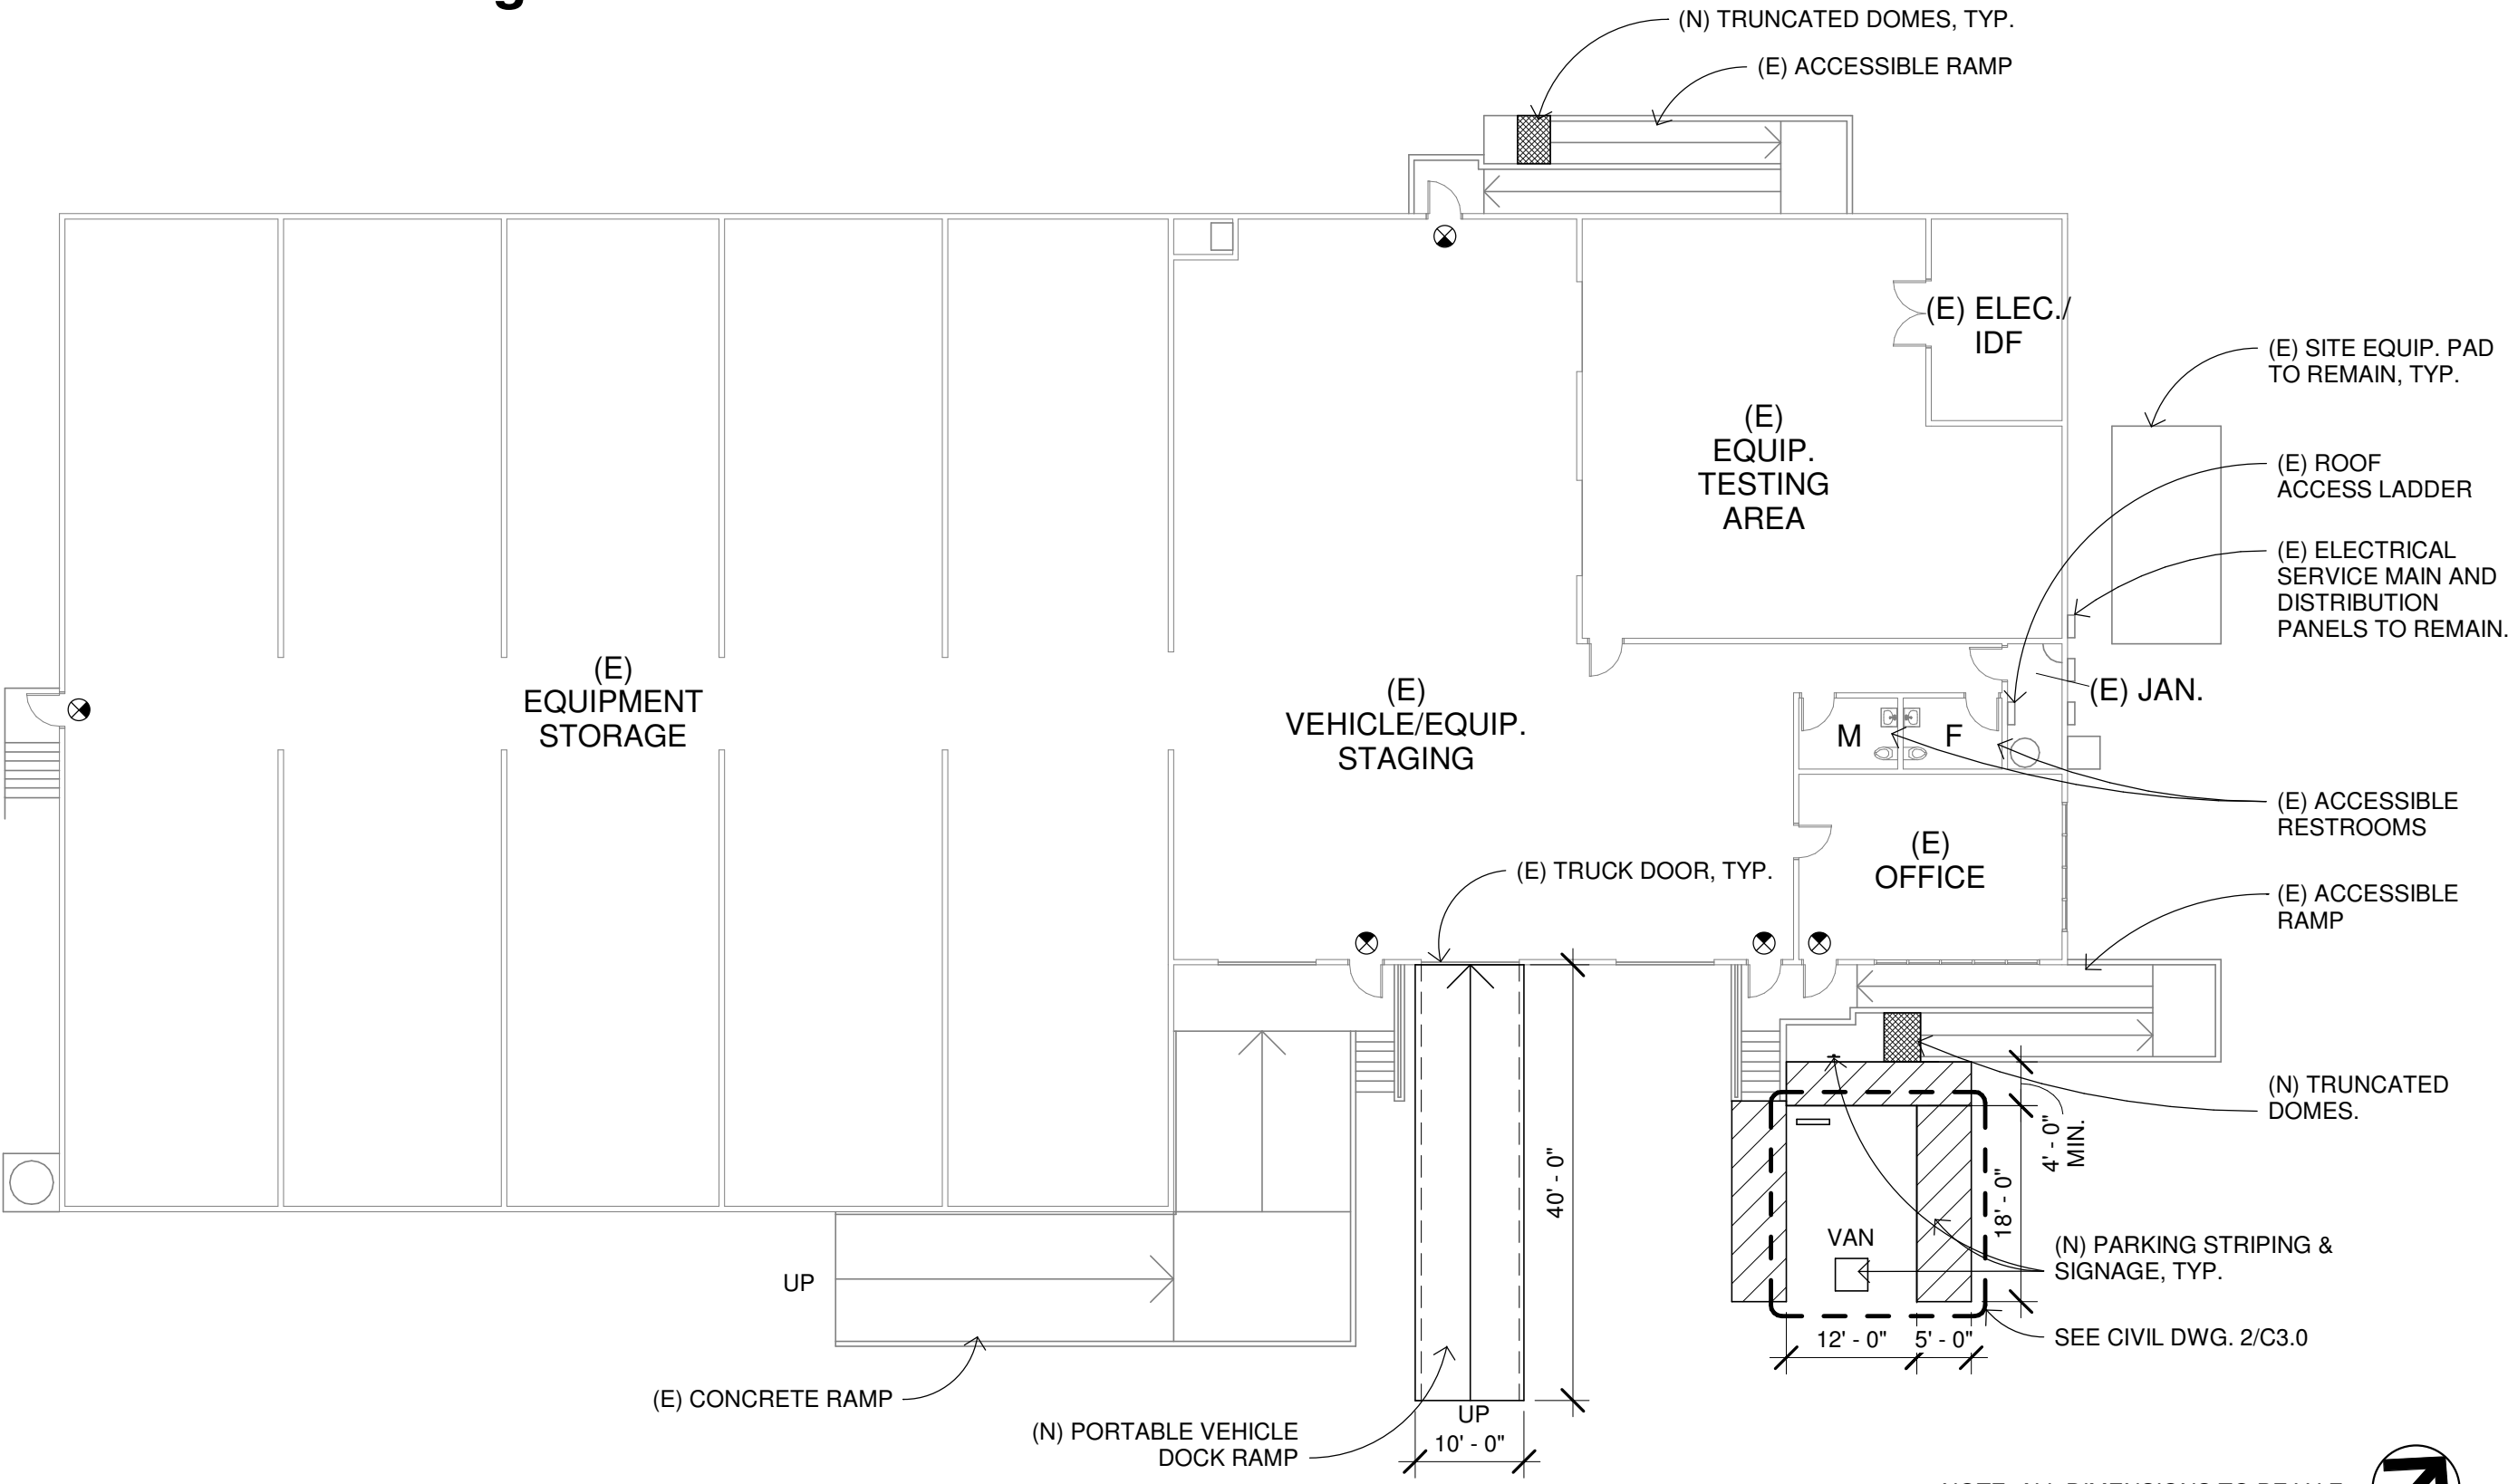 (N) TRUNCATED DOMES, TYP.
(E) ACCESSIBLE RAMP
(E) ELEC./
IDF
(E) SITE EQUIP. PAD
TO REMAIN, TYP.
(E)
EQUIP.
TESTING
AREA
(E) ROOF
ACCESS LADDER
(E) ELECTRICAL
SERVICE MAIN AND
DISTRIBUTION
PANELS TO REMAIN.
(E)
EQUIPMENT
STORAGE
(E)
VEHICLE/EQUIP.
STAGING
(E) JAN.
M
F
(E) ACCESSIBLE
RESTROOMS
(E)
OFFICE
(E) TRUCK DOOR, TYP.
(E) ACCESSIBLE
RAMP
(N) TRUNCATED
DOMES.
4' - 0"
MIN.
40' - 0"
18' - 0"
VAN
(N) PARKING STRIPING &
SIGNAGE, TYP.
UP
SEE CIVIL DWG. 2/C3.0
12' - 0"
5' - 0"
(E) CONCRETE RAMP
UP
(N) PORTABLE VEHICLE
DOCK RAMP
10' - 0"